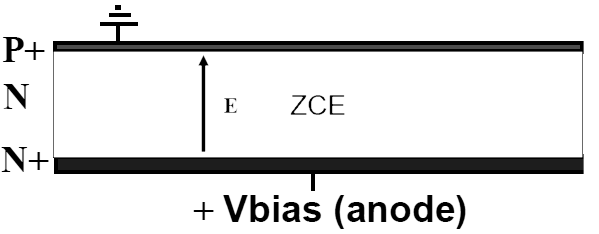 P+
N
E ZCE
N+
+ Vbias (anode)